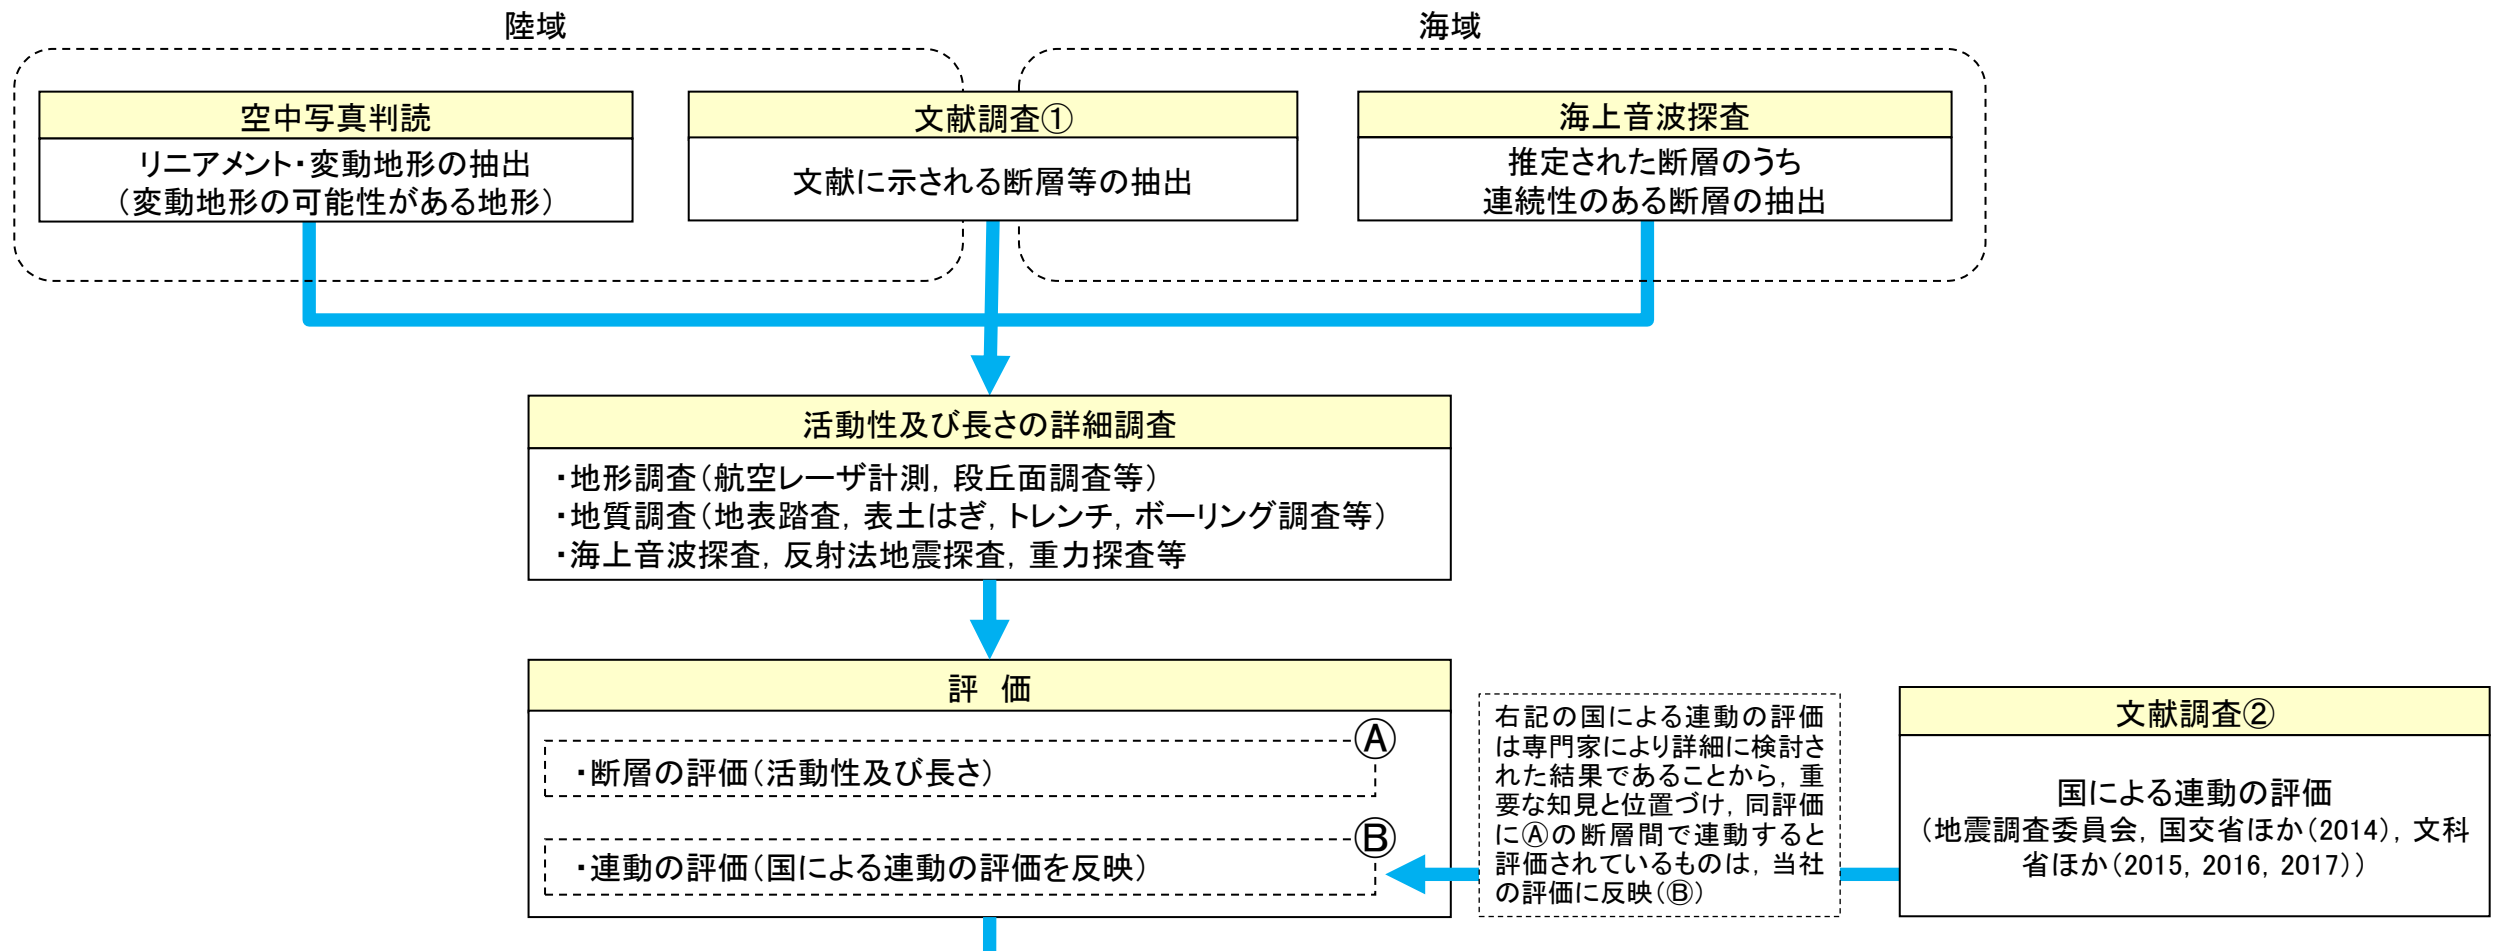 陸域
海域
空中写真判読
リニアメント・変動地形の抽出
（変動地形の可能性がある地形）
文献調査①
文献に示される断層等の抽出
海上音波探査
推定された断層のうち
連続性のある断層の抽出
活動性及び長さの詳細調査
・地形調査（航空レーザ計測，段丘面調査等）
・地質調査（地表踏査，表土はぎ，トレンチ，ボーリング調査等）
・海上音波探査，反射法地震探査，重力探査等
評　価
Ⓐ
・断層の評価（活動性及び長さ）
Ⓑ
・連動の評価（国による連動の評価を反映）
右記の国による連動の評価
は専門家により詳細に検討さ
れた結果であることから，重
要な知見と位置づけ，同評価
にⒶの断層間で連動すると
評価されているものは，当社
の評価に反映（Ⓑ）
文献調査②
国による連動の評価
（地震調査委員会，国交省ほか（2014），文科
省ほか（2015，2016，2017））